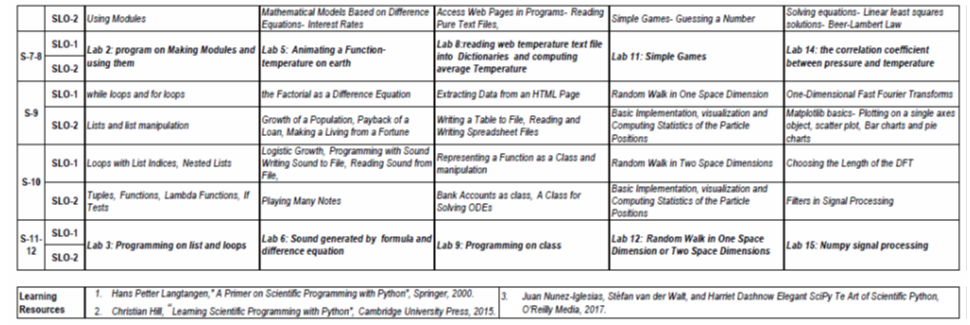 SLO-2 Using Modules
Mathematical Models Based on Difference
Equations- Interest Rates
Access Web Pages in Programs- Reading
Pure Text Files,
Simple Games- Guessing a Number
Solving equations- Linear least squares
solutions- Beer-Lambert Law
S-7-8
SLO-1
SLO-2
Lab 2: program on Making Modules and
using them
Lab 5: Animating a Function-
temperature on earth
Lab 8:reading web temperature text file
into Dictionaries and computing
average Temperature
Lab 11: Simple Games
Lab 14: the correlation coefficient
between pressure and temperature
S-9
SLO-1
while loops and for loops
the Factorial as a Difference Equation
Extracting Data from an HTML Page
Random Walk in One Space Dimension
One-Dimensional Fast Fourier Transforms
SLO-2
Lists and list manipulation
Growth of a Population, Payback of a
Loan, Making a Living from a Fortune
Writing a Table to File, Reading and
Writing Spreadsheet Files
Basic Implementation, visualization and
Computing Statistics of the Particle
Positions
Matplotlib basics- Plotting on a single axes
object, scatter plot, Bar charts and pie
charts
S-10
SLO-1
Loops with List Indices, Nested Lists
Logistic Growth, Programming with Sound
Writing Sound to File, Reading Sound from
File,
Representing a Function as a Class and
manipulation
Random Walk in Two Space Dimensions
Choosing the Length of the DFT
SLO-2
Tuples, Functions, Lambda Functions, If
Tests
Playing Many Notes
Bank Accounts as class, A Class for
Solving ODEs
Basic Implementation, visualization and
Computing Statistics of the Particle
Positions
Filters in Signal Processing
S-11-
12
SLO-1
SLO-2
Lab 3: Programming on list and loops
Lab 6: Sound generated by formula and
difference equation
Lab 9: Programming on class
Lab 12: Random Walk in One Space
Dimension or Two Space Dimensions
Lab 15: Numpy signal processing
Learning
Resources
1. Hans Petter Langtangen," A Primer on Scientific Programming with Python", Springer, 2000.
2. Christian Hill, "Learning Scientific Programming with Python", Cambridge University Press, 2015.
3. Juan Nunez-Iglesias, Stéfan van der Walt, and Harriet Dashnow Elegant SciPy Te Art of Scientific Python,
O'Reilly Media, 2017.